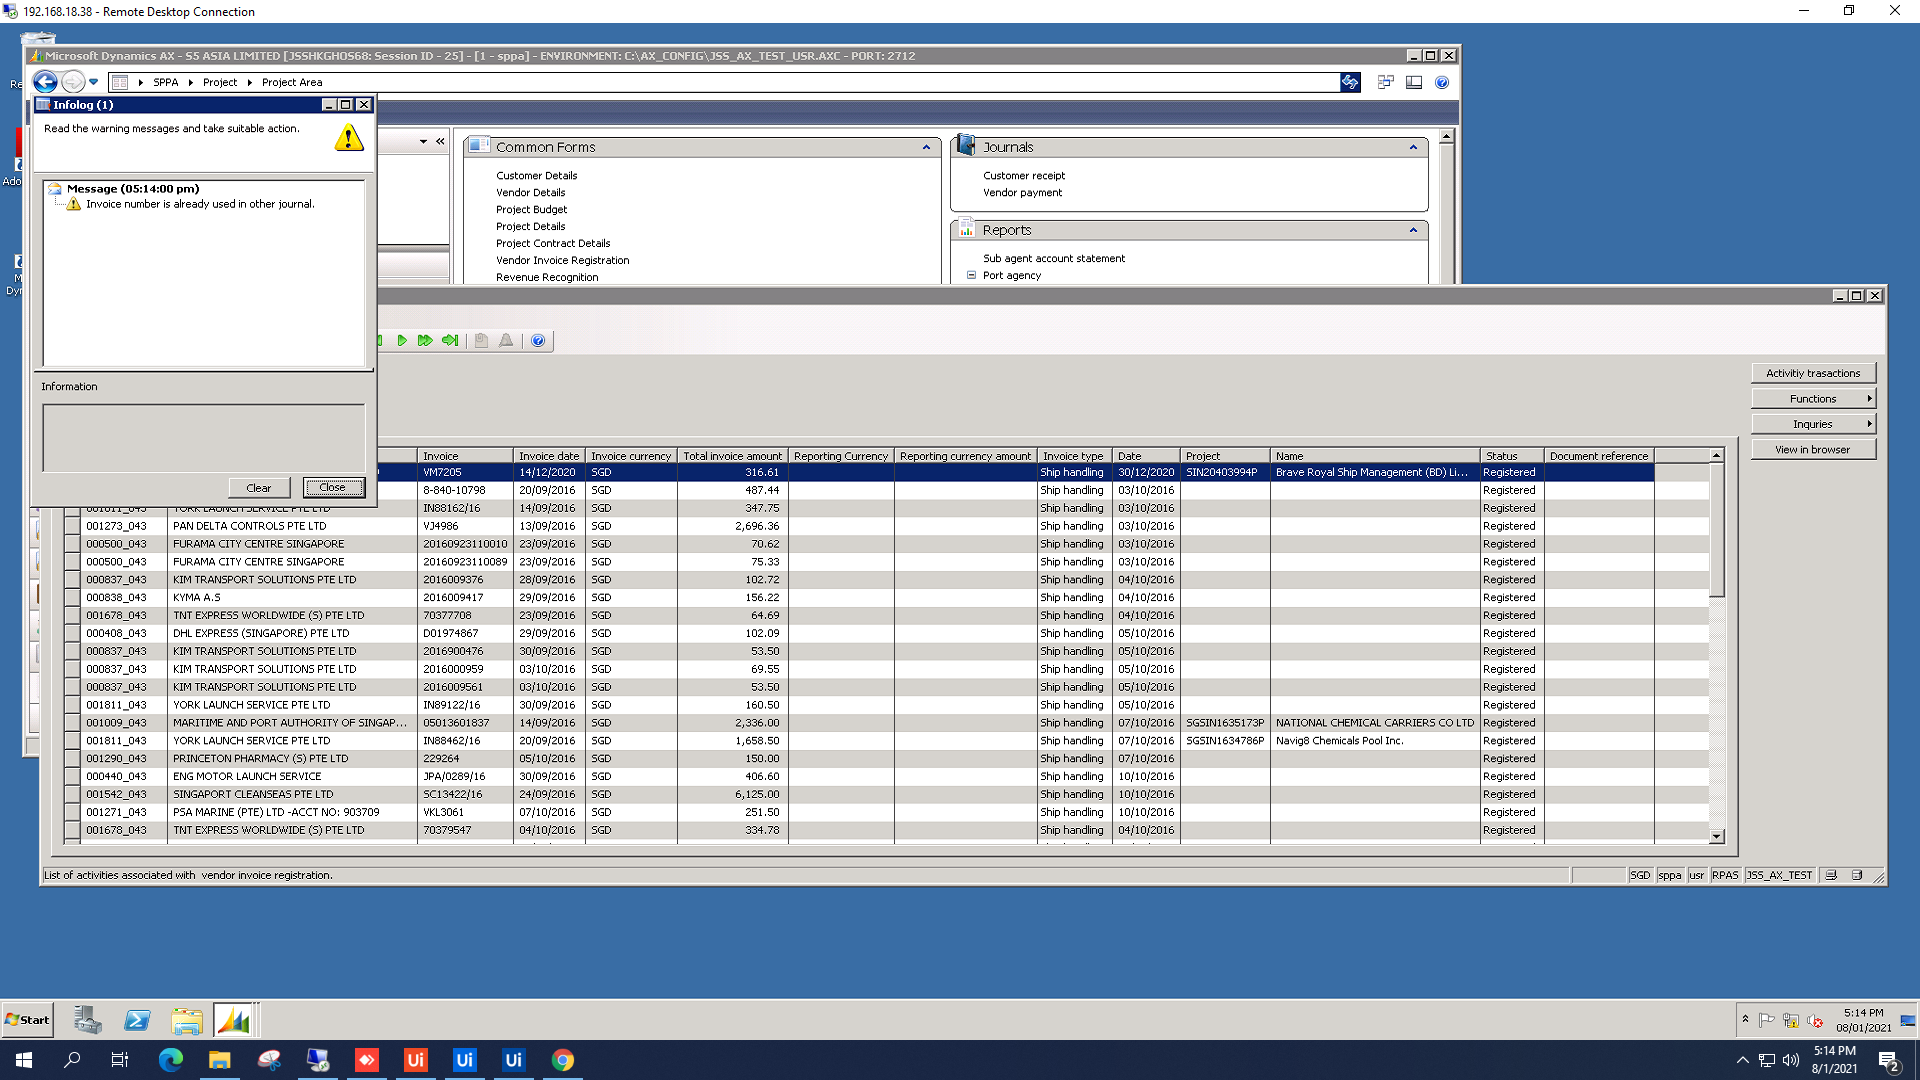 192.168.18.38 - Remote Desktop Connection
Microsoft Dynamics AX - S5 ASIA LIMITED [JSSHKGHOS68: Session ID - 25] - [1 - sppa] - ENVIRONMENT: C:\AX_CONFIG\JSS_AX_TEST_USR.AXC - PORT: 2712
SPPA Project Project Area
Infolog (1)
Read the warning messages and take suitable action.
Message (05:14:00 pm)
Invoice number is already used in other journal.
Information
Clear Close
Common Forms
Customer Details
Vendor Details
Project Budget
Project Details
Project Contract Details
Vendor Invoice Registration
Revenue Recognition
Journals
Customer receipt
Vendor payment
Reports
Sub agent account statement
Port agency
Activitiy trasactions
Functions
Inquries
View in browser
Invoice Invoice date Invoice currency Total invoice amount Reporting Currency Reporting currency amount Invoice type Date Project Name Status Document reference
VM7205 14/12/2020 SGD 316.61 Ship handling 30/12/2020 SIN20403994P Brave Royal Ship Management (BD) Li... Registered
8-840-10798 20/09/2016 SGD 487.44 Ship handling 03/10/2016 Registered
001811_043 YORK LAUNCH SERVICE PTE LTD IN88162/16 14/09/2016 SGD 347.75 Ship handling 03/10/2016 Registered
001273_043 PAN DELTA CONTROLS PTE LTD VJ4986 13/09/2016 SGD 2,696.36 Ship handling 03/10/2016 Registered
000500_043 FURAMA CITY CENTRE SINGAPORE 20160923110010 23/09/2016 SGD 70.62 Ship handling 03/10/2016 Registered
000500_043 FURAMA CITY CENTRE SINGAPORE 20160923110089 23/09/2016 SGD 75.33 Ship handling 03/10/2016 Registered
000837_043 KIM TRANSPORT SOLUTIONS PTE LTD 2016009376 28/09/2016 SGD 102.72 Ship handling 04/10/2016 Registered
000838_043 KYMA A.S 2016009417 29/09/2016 SGD 156.22 Ship handling 04/10/2016 Registered
001678_043 TNT EXPRESS WORLDWIDE (S) PTE LTD 70377708 23/09/2016 SGD 64.69 Ship handling 04/10/2016 Registered
000408_043 DHL EXPRESS (SINGAPORE) PTE LTD D01974867 29/09/2016 SGD 102.09 Ship handling 05/10/2016 Registered
000837_043 KIM TRANSPORT SOLUTIONS PTE LTD 2016900476 30/09/2016 SGD 53.50 Ship handling 05/10/2016 Registered
000837_043 KIM TRANSPORT SOLUTIONS PTE LTD 2016000959 03/10/2016 SGD 69.55 Ship handling 05/10/2016 Registered
000837_043 KIM TRANSPORT SOLUTIONS PTE LTD 2016009561 03/10/2016 SGD 53.50 Ship handling 05/10/2016 Registered
001811_043 YORK LAUNCH SERVICE PTE LTD IN89122/16 30/09/2016 SGD 160.50 Ship handling 05/10/2016 Registered
001009_043 MARITIME AND PORT AUTHORITY OF SINGAP... 05013601837 14/09/2016 SGD 2,336.00 Ship handling 07/10/2016 SGSIN1635173P NATIONAL CHEMICAL CARRIERS CO LTD Registered
001811_043 YORK LAUNCH SERVICE PTE LTD IN88462/16 20/09/2016 SGD 1,658.50 Ship handling 07/10/2016 SGSIN1634786P Navig8 Chemicals Pool Inc. Registered
001290_043 PRINCETON PHARMACY (S) PTE LTD 229264 05/10/2016 SGD 150.00 Ship handling 07/10/2016 Registered
000440_043 ENG MOTOR LAUNCH SERVICE JPA/0289/16 30/09/2016 SGD 406.60 Ship handling 10/10/2016 Registered
001542_043 SINGAPORT CLEANSEAS PTE LTD SC13422/16 24/09/2016 SGD 6,125.00 Ship handling 10/10/2016 Registered
001271_043 PSA MARINE (PTE) LTD -ACCT NO: 903709 VKL3061 07/10/2016 SGD 251.50 Ship handling 10/10/2016 Registered
001678_043 TNT EXPRESS WORLDWIDE (S) PTE LTD 70379547 04/10/2016 SGD 334.78 Ship handling 04/10/2016 Registered
List of activities associated with vendor invoice registration. SGD sppa usr RPAS JSS_AX_TEST
Start
5:14 PM
08/01/2021
Ui
Ui
Ui
5:14 PM
8/1/2021
2